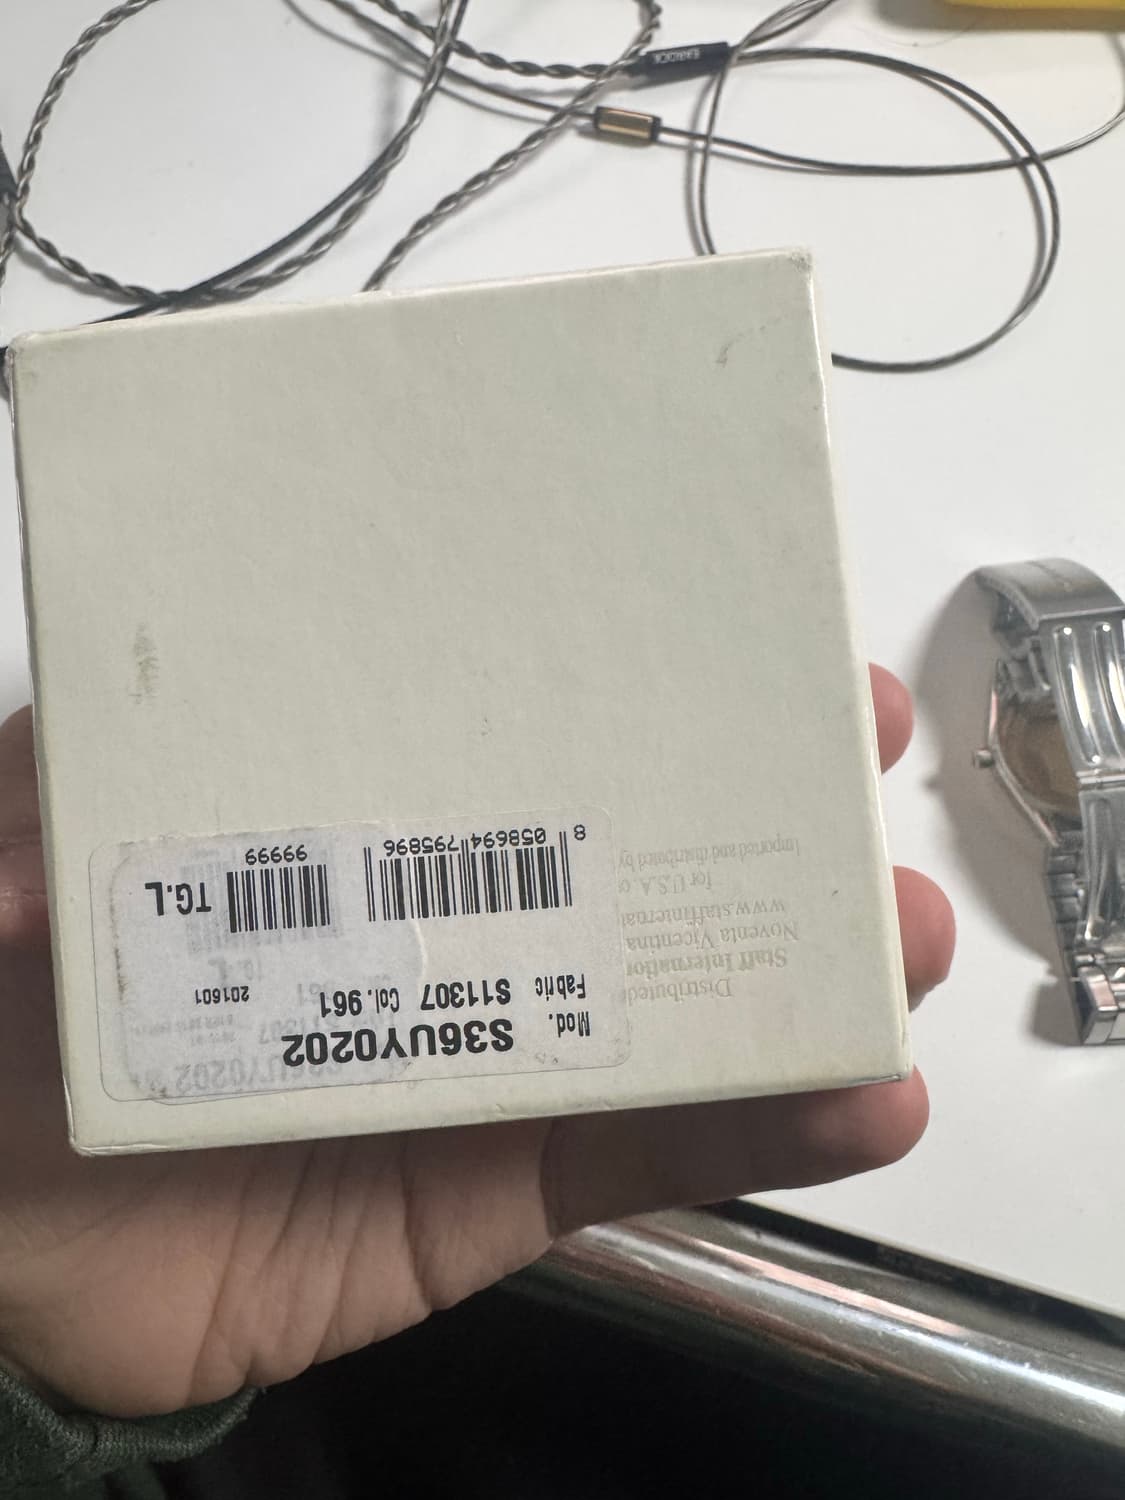 Distributed
Staff Internation
Noventa Vicentina
www.staffinternat
for U.S.A.
Imported and distributed by
Mod. S36UY0202
Fabric S11307 Col. 961
201601
8 058694 795896
99999
TG.L